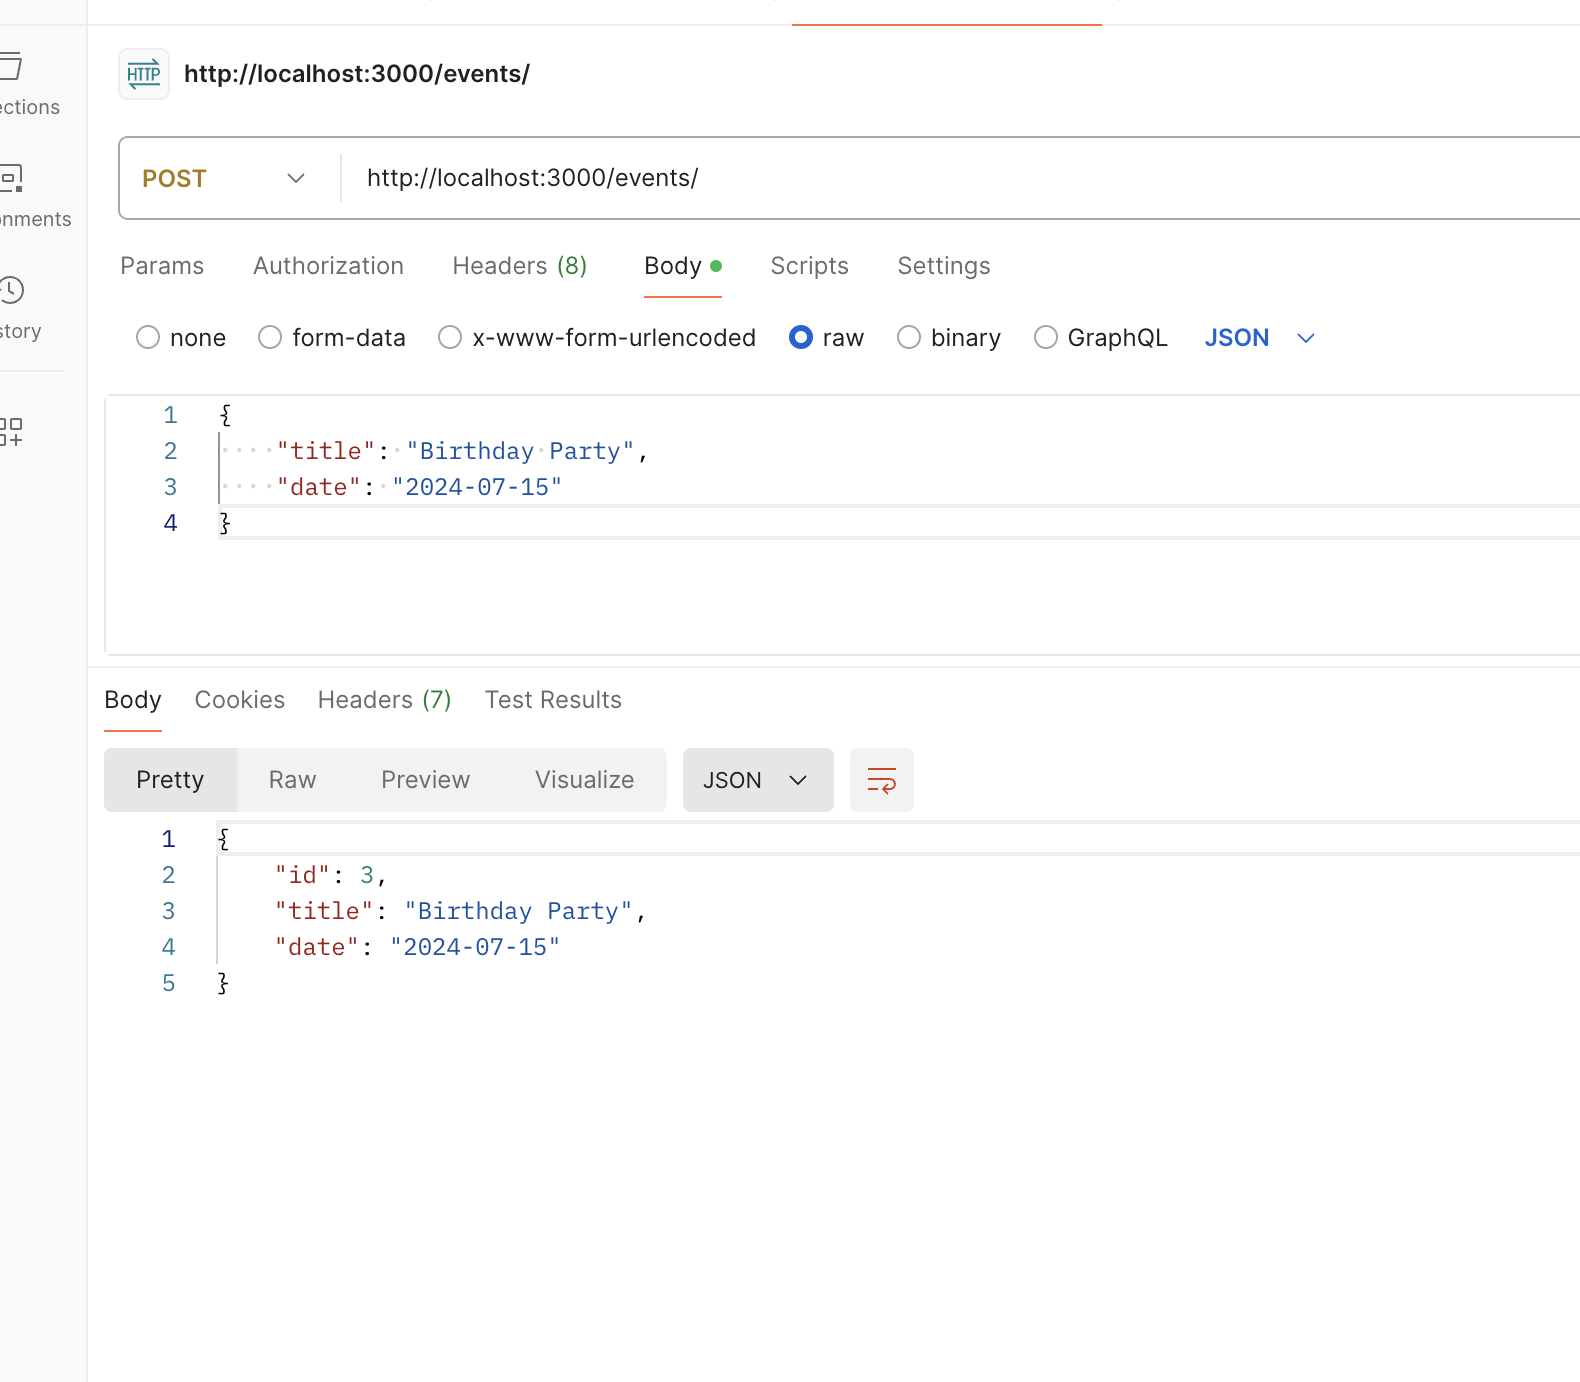 HTTP http://localhost:3000/events/
ections
POST http://localhost:3000/events/
onments
Params Authorization Headers (8) Body Scripts Settings
story
none form-data x-www-form-urlencoded raw binary GraphQL JSON
1 {
2 "title": "Birthday Party",
3 "date": "2024-07-15"
4 }
Body Cookies Headers (7) Test Results
Pretty Raw Preview Visualize JSON
1 {
2 "id": 3,
3 "title": "Birthday Party",
4 "date": "2024-07-15"
5 }